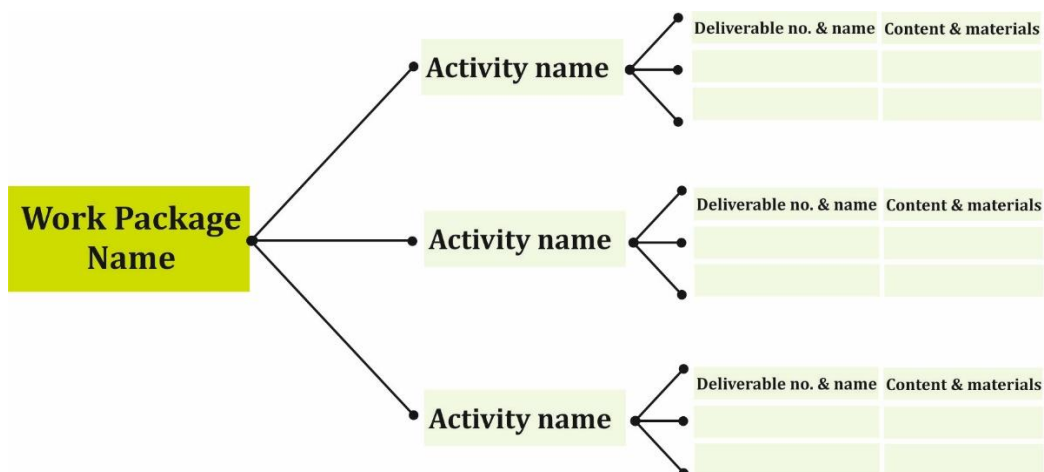 Work Package
Name
Activity name
Deliverable no. & name Content & materials
Activity name
Deliverable no. & name Content & materials
Activity name
Deliverable no. & name Content & materials